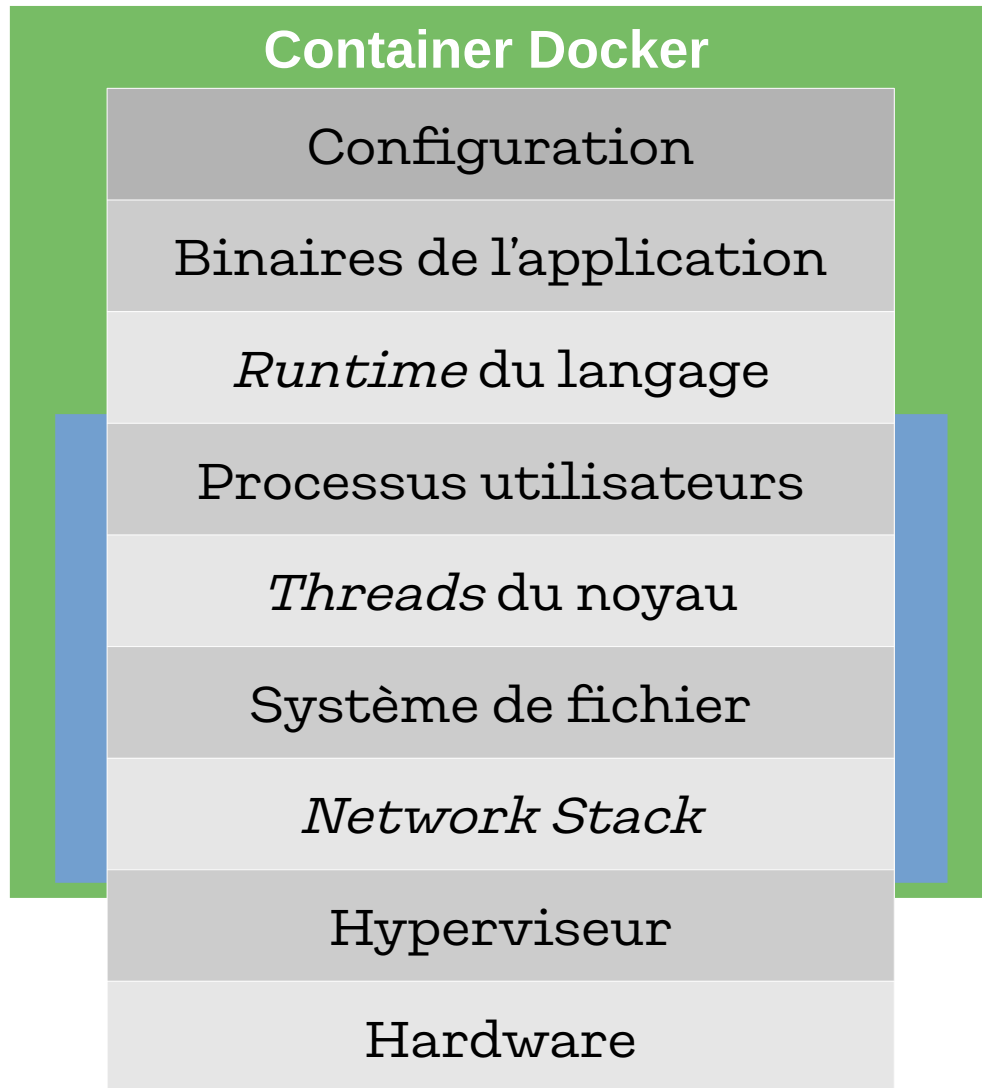 Container Docker
Configuration
Binaires de l’application
Runtime du langage
Processus utilisateurs
Threads du noyau
Système de fichier
Network Stack
Hyperviseur
Hardware